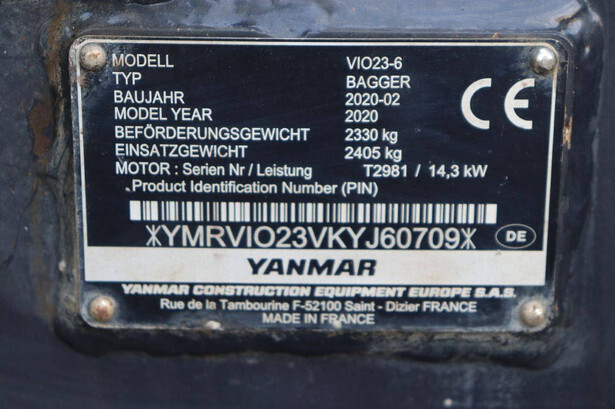 MODELL VIO23-6
TYP BAGGER
BAUJAHR 2020-02
MODEL YEAR 2020
BEFÖRDERUNGSGEWICHT 2330 kg
EINSATZGEWICHT 2405 kg
MOTOR : Serien Nr / Leistung T2981 / 14,3 kW
Product Identification Number (PIN)
CE
*YMRVIO23VKYJ60709*
DE
YANMAR
YANMAR CONSTRUCTION EQUIPMENT EUROPE S.A.S.
Rue de la Tambourine F-52100 Saint - Dizier FRANCE
MADE IN FRANCE